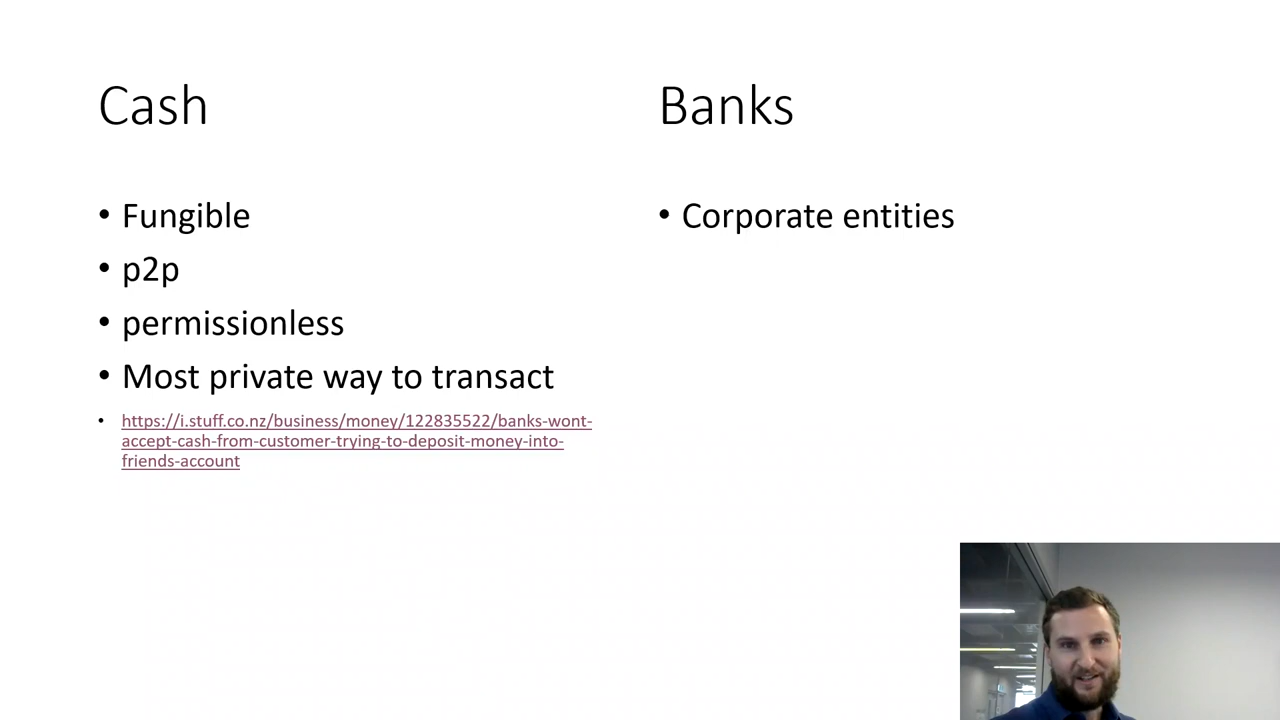 Cash
• Fungible
• p2p
• permissionless
• Most private way to transact
• https://i.stuff.co.nz/business/money/122835522/banks-wont-
accept-cash-from-customer-trying-to-deposit-money-into-
friends-account
Banks
• Corporate entities